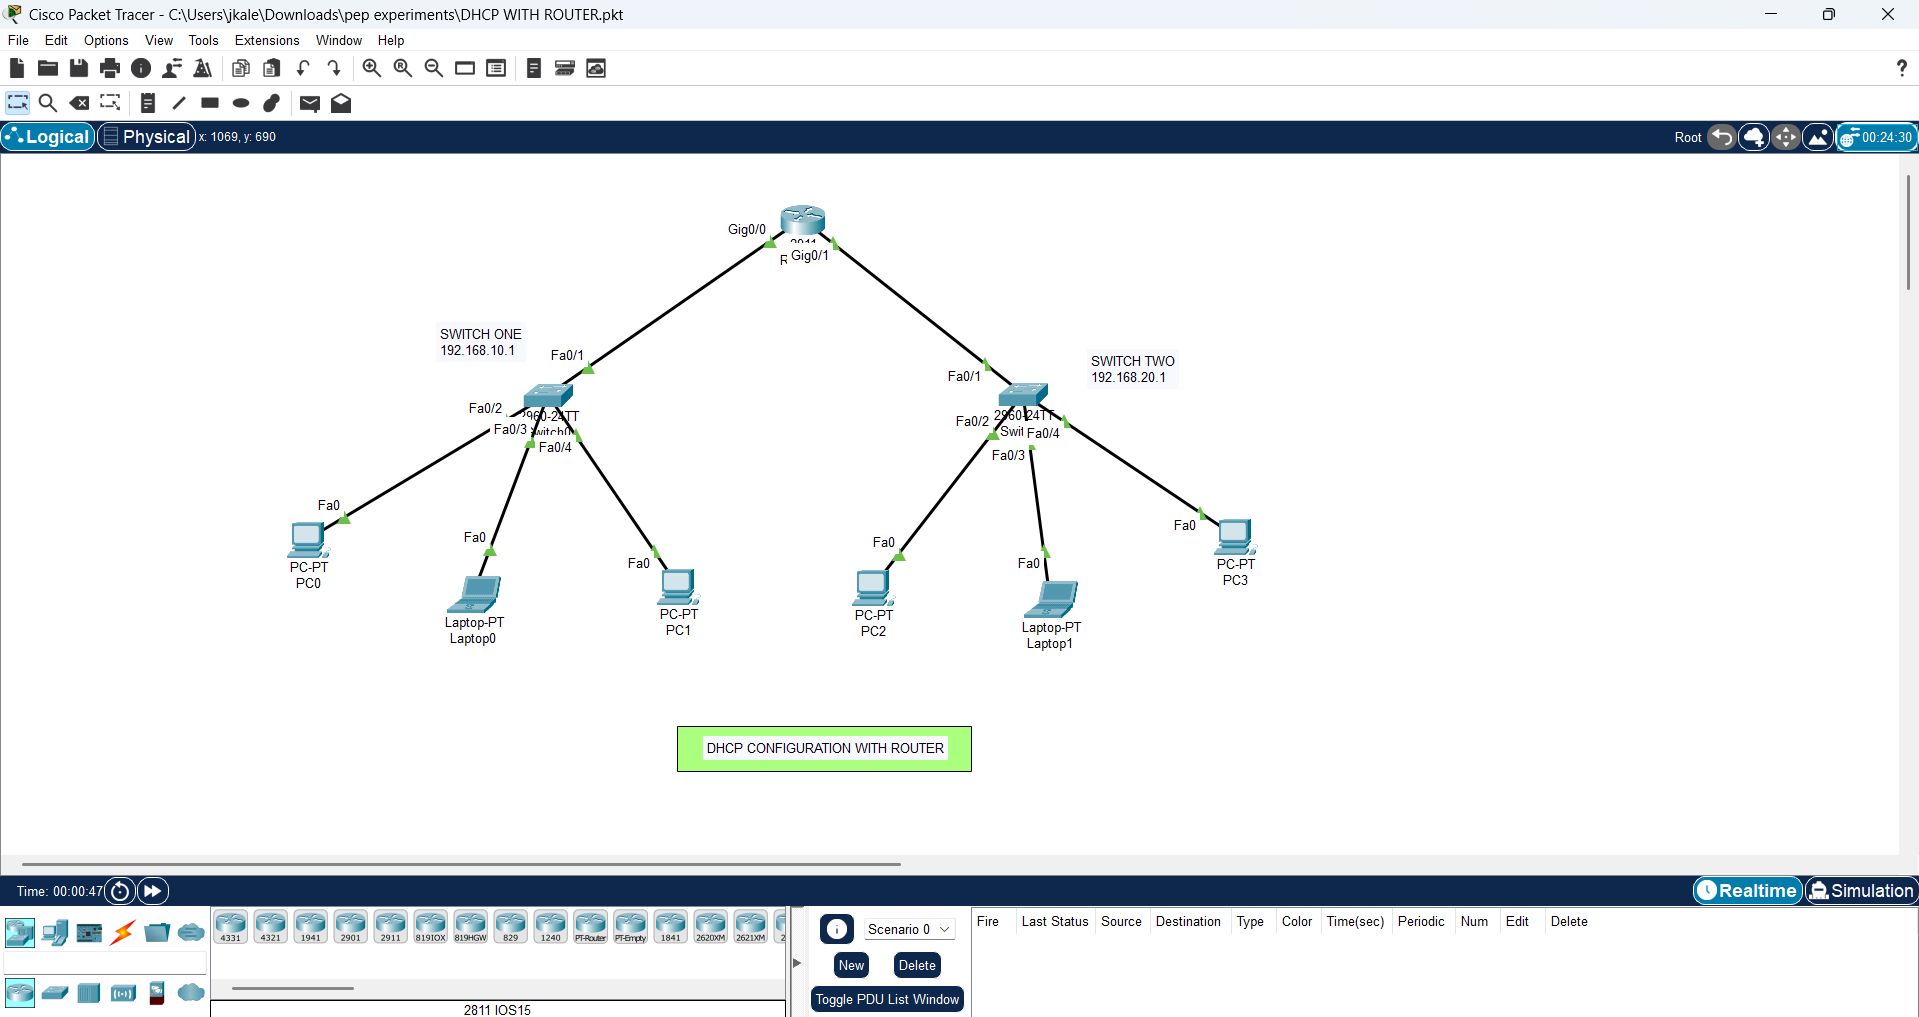 Cisco Packet Tracer - C:\Users\jkale\Downloads\pep experiments\DHCP WITH ROUTER.pkt
File Edit Options View Tools Extensions Window Help
?
Logical Physical x: 1069, y: 690 Root 00:24:30
Gig0/0
Gig0/1
SWITCH ONE
192.168.10.1
Fa0/1
SWITCH TWO
192.168.20.1
Fa0/1
Fa0/2
2960-24TT
Fa0/3
Switch0
Fa0/4
Fa0/2
2960-24TT
Fa0/4
Fa0/3
Fa0
PC-PT
PC0
Fa0
Laptop-PT
Laptop0
Fa0
PC-PT
PC1
Fa0
PC-PT
PC2
Fa0
Laptop-PT
Laptop1
Fa0
PC-PT
PC3
DHCP CONFIGURATION WITH ROUTER
Time: 00:00:47 Realtime Simulation
4331 4321 1941 2901 2911 819IOX 819HGW 829 1240 PT-Router PT-Empty 1841 2620XM 2621XM
2811 IOS15
Scenario 0
New Delete
Toggle PDU List Window
Fire Last Status Source Destination Type Color Time(sec) Periodic Num Edit Delete